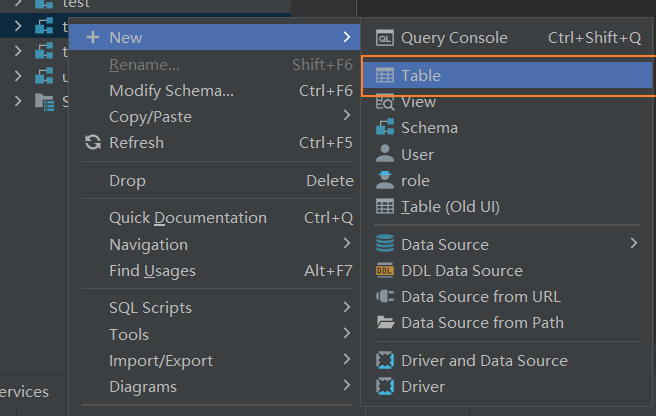 test
t
New
t
Rename... Shift+F6
u
Modify Schema... Ctrl+F6
S
Copy/Paste
Refresh Ctrl+F5
Drop Delete
Quick Documentation Ctrl+Q
Navigation
Find Usages Alt+F7
SQL Scripts
Tools
Import/Export
Diagrams
ervices
QL Query Console Ctrl+Shift+Q
Table
View
Schema
User
role
Table (Old UI)
Data Source
DDL DDL Data Source
Data Source from URL
Data Source from Path
Driver and Data Source
Driver